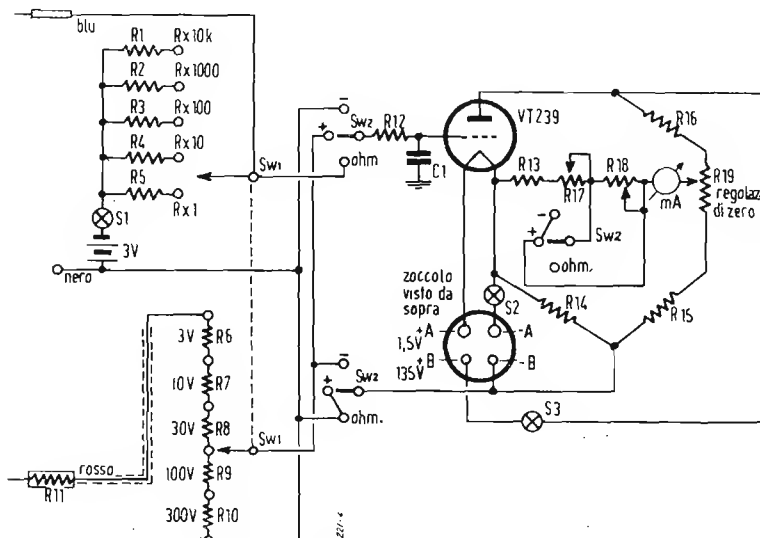 blu
R1
Rx10k
R2
Rx1000
R3
Rx100
R4
Rx10
R5
Rx1
S1
3V
nero
Sw1
−
+
Sw2
ohm
R12
C1
VT239
R13
R17
R18
mA
R16
R19
regolaz
di zero
−
+
Sw2
ohm.
zoccolo
visto da
sopra
S2
R14
R15
+A
1,5V
-A
+B
135V
-B
S3
−
+
Sw2
ohm.
3V
R6
10V
R7
30V
R8
Sw1
100V
R9
300V
R10
rosso
R11